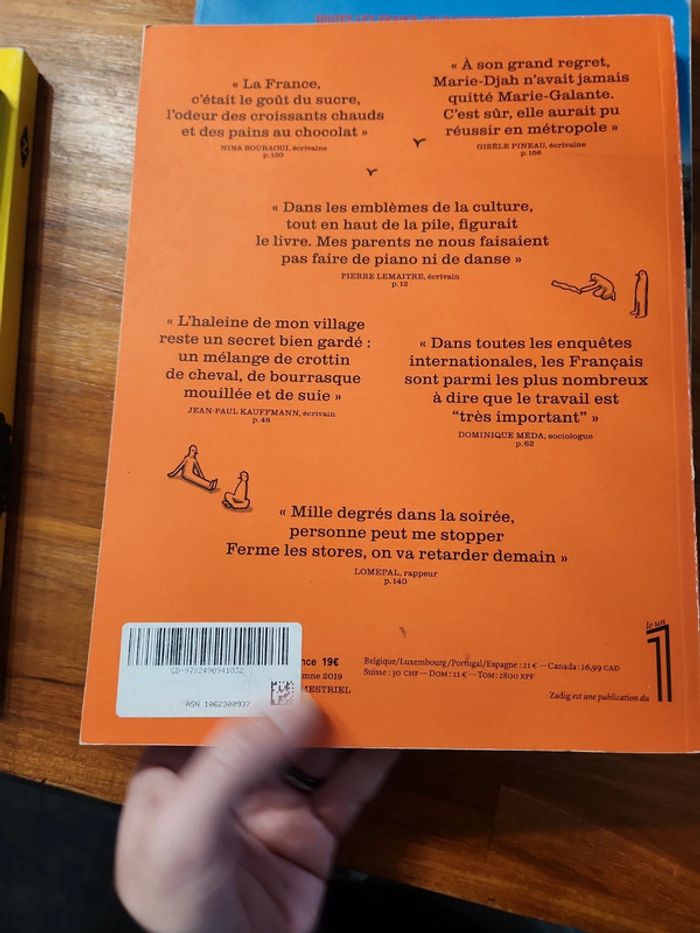 « La France,
c'était le goût du sucre,
l'odeur des croissants chauds
et des pains au chocolat »
NINA BOURAOUI, écrivaine
p.130
« À son grand regret,
Marie-Djah n'avait jamais
quitté Marie-Galante.
C'est sûr, elle aurait pu
réussir en métropole »
GISÈLE PINEAU, écrivaine
p.156
« Dans les emblèmes de la culture,
tout en haut de la pile, figurait
le livre. Mes parents ne nous faisaient
pas faire de piano ni de danse »
PIERRE LEMAITRE, écrivain
p.12
« L'haleine de mon village
reste un secret bien gardé :
un mélange de crottin
de cheval, de bourrasque
mouillée et de suie »
JEAN-PAUL KAUFFMANN, écrivain
p.48
« Dans toutes les enquêtes
internationales, les Français
sont parmi les plus nombreux
à dire que le travail est
“très important” »
DOMINIQUE MÉDA, sociologue
p.62
« Mille degrés dans la soirée,
personne peut me stopper
Ferme les stores, on va retarder demain »
LOMEPAL, rappeur
p.140
GD-9782490941032
ASN 1062300937
nce 19€
mne 2019
MESTRIEL
Belgique/Luxembourg/Portugal/Espagne : 21 € — Canada : 26,99 CAD
Suisse : 30 CHF — DOM : 21 € — TOM : 2800 XPF
Zadig est une publication du
le un
1